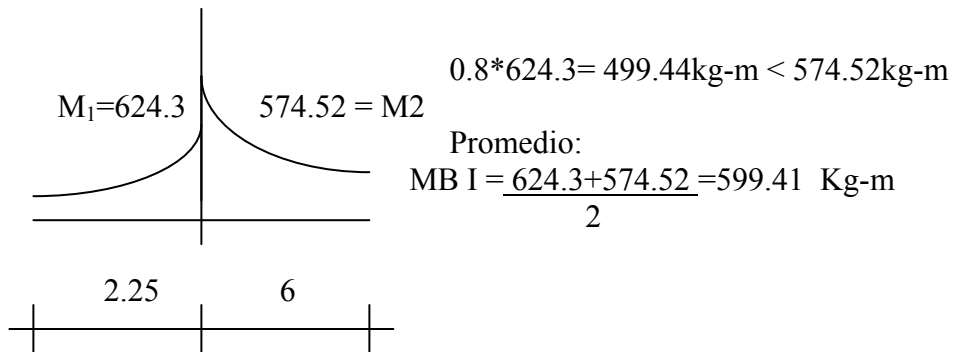 0.8*624.3= 499.44kg-m < 574.52kg-m
M₁=624.3 574.52 = M2
Promedio:
MB I = 624.3+574.52 =599.41 Kg-m
2
2.25 6